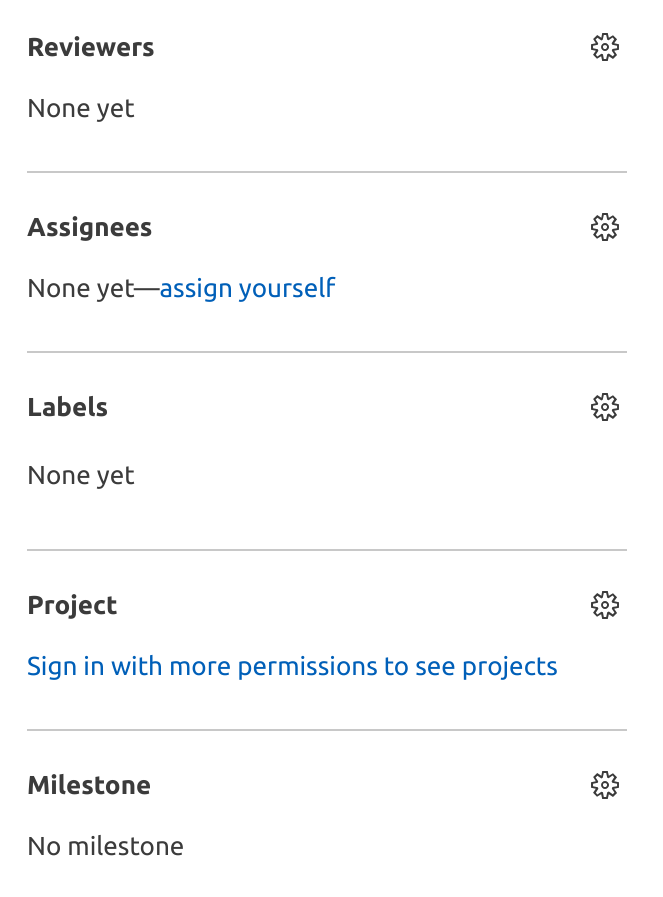 Reviewers
None yet
Assignees
None yet—assign yourself
Labels
None yet
Project
Sign in with more permissions to see projects
Milestone
No milestone